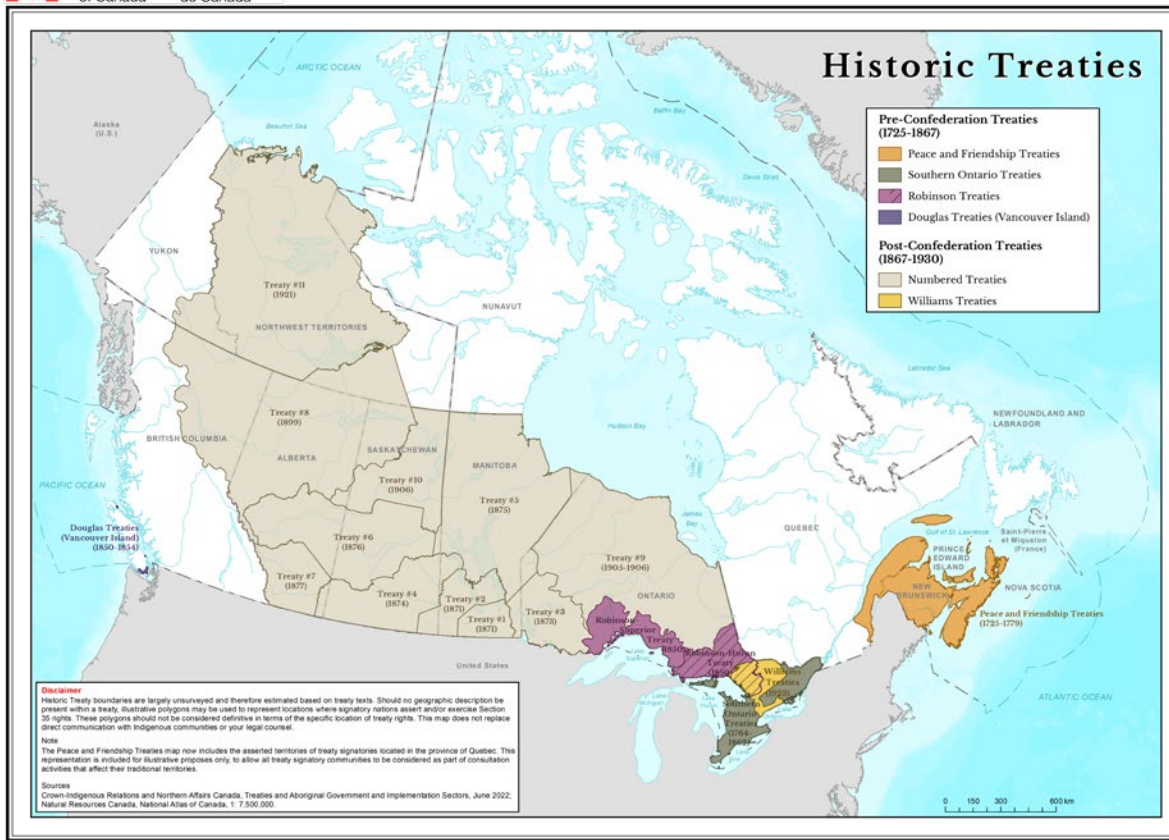 of Canada du Canada
Historic Treaties
Pre-Confederation Treaties
(1725-1867)
Peace and Friendship Treaties
Southern Ontario Treaties
Robinson Treaties
Douglas Treaties (Vancouver Island)
Post-Confederation Treaties
(1867-1930)
Numbered Treaties
Williams Treaties
ARCTIC OCEAN
Alaska
(U.S.)
Beaufort Sea
Baffin Bay
Davis Strait
YUKON
Treaty #11
(1921)
NUNAVUT
NORTHWEST TERRITORIES
Labrador Sea
Treaty #8
(1899)
BRITISH COLUMBIA
ALBERTA
SASKATCHEWAN
MANITOBA
Hudson Bay
NEWFOUNDLAND AND
LABRADOR
Treaty #10
(1906)
PACIFIC OCEAN
Treaty #5
(1875)
James
Bay
QUEBEC
Douglas Treaties
(Vancouver Island)
(1850-1854)
Treaty #6
(1876)
Treaty #9
(1905-1906)
Gulf of St. Lawrence
Saint-Pierre
et Miquelon
(France)
PRINCE
EDWARD
ISLAND
Treaty #7
(1877)
Treaty #4
(1874)
Treaty #2
(1871)
Treaty #1
(1871)
Treaty #3
(1873)
ONTARIO
NEW
BRUNSWICK
NOVA SCOTIA
Peace and Friendship Treaties
(1725-1779)
Robinson-
Superior
Treaty
(1850)
Robinson-Huron
Treaty
(1850)
Williams
Treaties
(1923)
Southern
Ontario
Treaties
(1764-
United States
Lake
Superior
Lake
Michigan
Lake
Erie
ATLANTIC OCEAN
Disclaimer
Historic Treaty boundaries are largely unsurveyed and therefore estimated based on treaty texts. Should no geographic description be
present within a treaty, illustrative polygons may be used to represent locations where signatory nations assert and/or exercise Section
35 rights. These polygons should not be considered definitive in terms of the specific location of treaty rights. This map does not replace
direct communication with Indigenous communities or your legal counsel.
Note
The Peace and Friendship Treaties map now includes the asserted territories of treaty signatories located in the province of Quebec. This
representation is included for illustrative proposes only, to allow all treaty signatory communities to be considered as part of consultation
activities that affect their traditional territories.
Sources
Crown-Indigenous Relations and Northern Affairs Canada, Treaties and Aboriginal Government and Implementation Sectors, June 2022;
Natural Resources Canada, National Atlas of Canada, 1: 7,500,000.
0 150 300 600 km